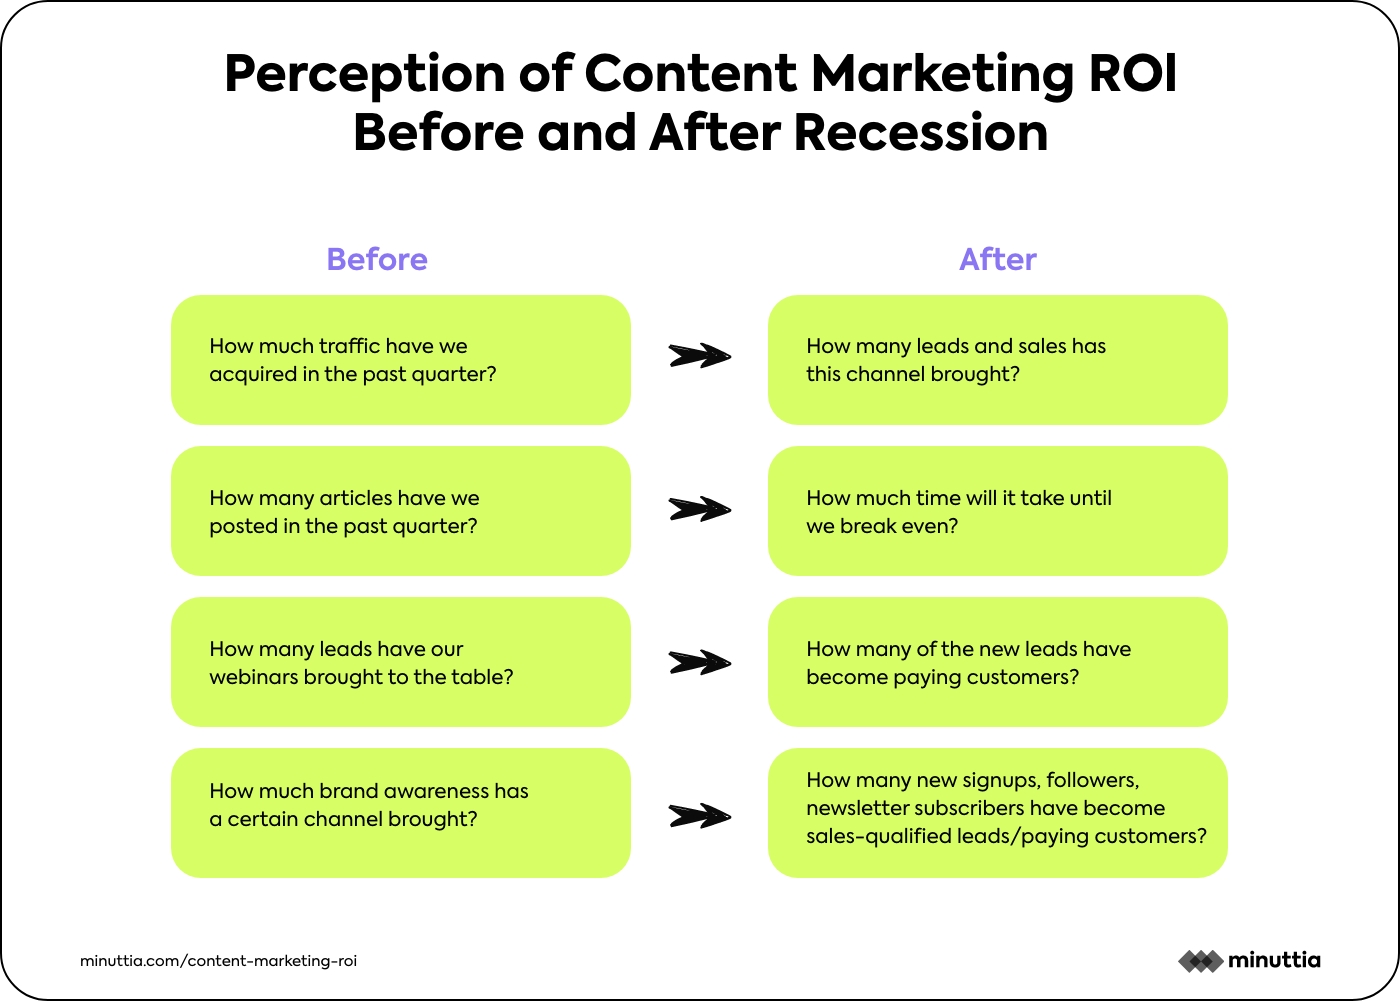 Perception of Content Marketing ROI
Before and After Recession
Before
After
How much traffic have we
acquired in the past quarter?
How many leads and sales has
this channel brought?
How many articles have we
posted in the past quarter?
How much time will it take until
we break even?
How many leads have our
webinars brought to the table?
How many of the new leads have
become paying customers?
How much brand awareness has
a certain channel brought?
How many new signups, followers,
newsletter subscribers have become
sales-qualified leads/paying customers?
minuttia.com/content-marketing-roi
minuttia